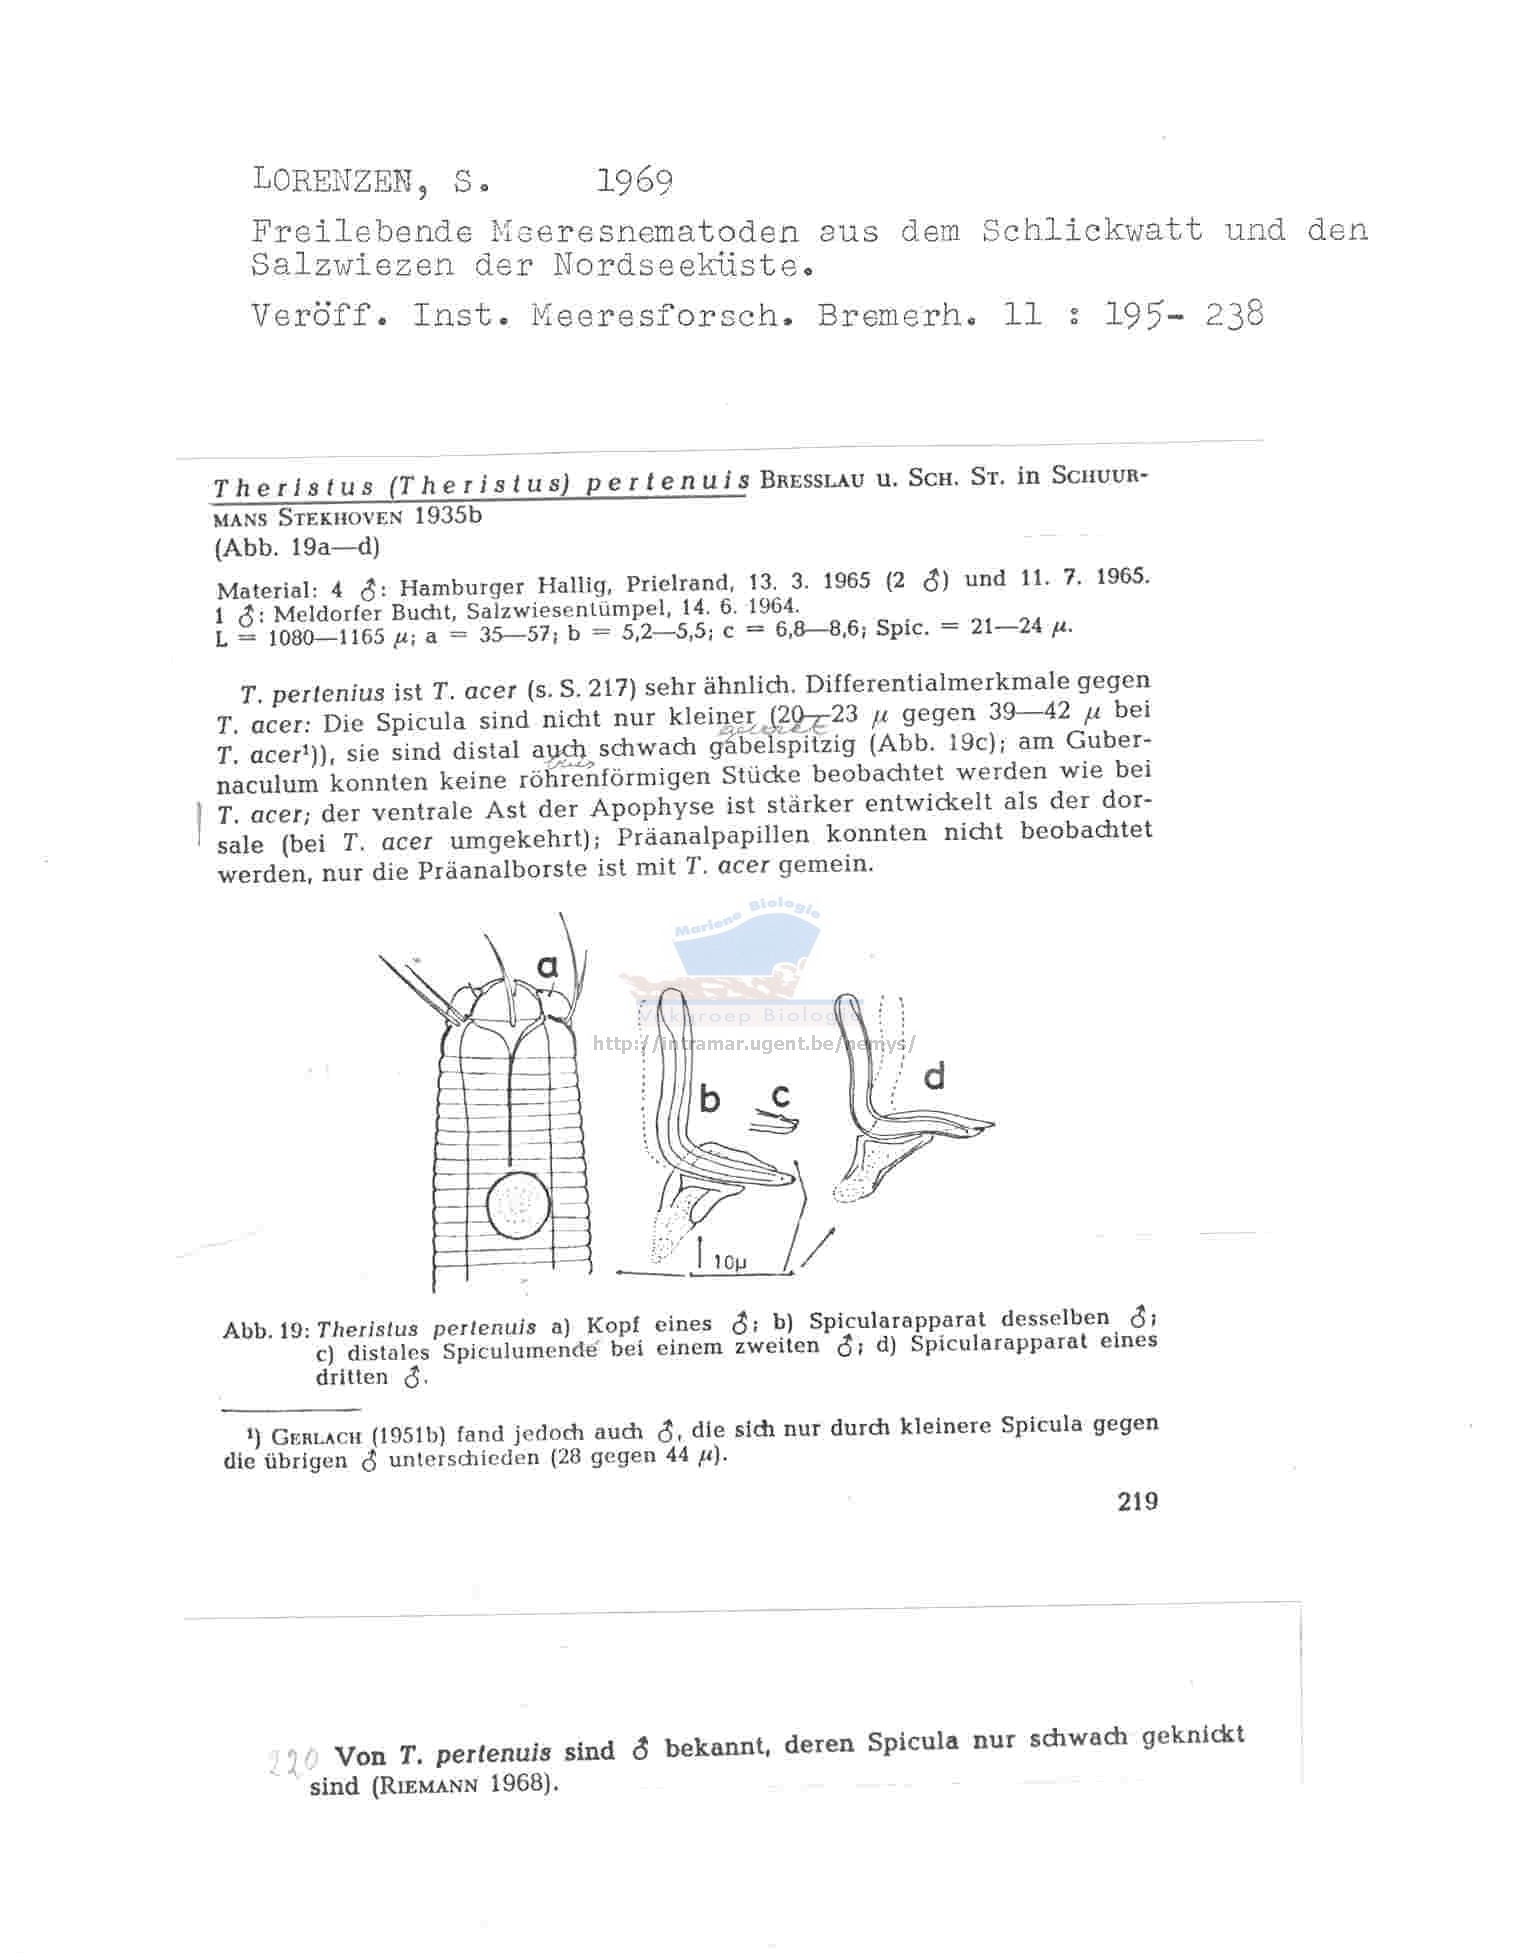 LORENZEN, S. 1969
Freilebende Meeresnematoden aus dem Schlickwatt und den
Salzwiezen der Nordseeküste.
Veröff. Inst. Meeresforsch. Bremerh. 11 : 195- 238
Theristus (Theristus) pertenuis BRESSLAU u. SCH. ST. in SCHUUR-
MANS STEKHOVEN 1935b
(Abb. 19a—d)
Material: 4 ♂: Hamburger Hallig, Prielrand, 13. 3. 1965 (2 ♂) und 11. 7. 1965.
1 ♂: Meldorfer Bucht, Salzwiesentümpel, 14. 6. 1964.
L = 1080—1165 µ; a = 35—57; b = 5,2—5,5; c = 6,8—8,6; Spic. = 21—24 µ.
T. pertenius ist T. acer (s. S. 217) sehr ähnlich. Differentialmerkmale gegen
T. acer: Die Spicula sind nicht nur kleiner (20—23 µ gegen 39—42 µ bei
T. acer¹)), sie sind distal auch schwach gabelspitzig (Abb. 19c); am Guber-
naculum konnten keine röhrenförmigen Stücke beobachtet werden wie bei
T. acer; der ventrale Ast der Apophyse ist stärker entwickelt als der dor-
sale (bei T. acer umgekehrt); Präanalpapillen konnten nicht beobachtet
werden, nur die Präanalborste ist mit T. acer gemein.
Mariene Biologie
Vakgroep Biologie
http://intramar.ugent.be/nemys/
a
b
c
d
10µ
Abb. 19: Theristus pertenuis a) Kopf eines ♂; b) Spicularapparat desselben ♂;
c) distales Spiculumende bei einem zweiten ♂; d) Spicularapparat eines
dritten ♂.
¹) GERLACH (1951b) fand jedoch auch ♂, die sich nur durch kleinere Spicula gegen
die übrigen ♂ unterschieden (28 gegen 44 µ).
219
220 Von T. pertenuis sind ♂ bekannt, deren Spicula nur schwach geknickt
sind (RIEMANN 1968).